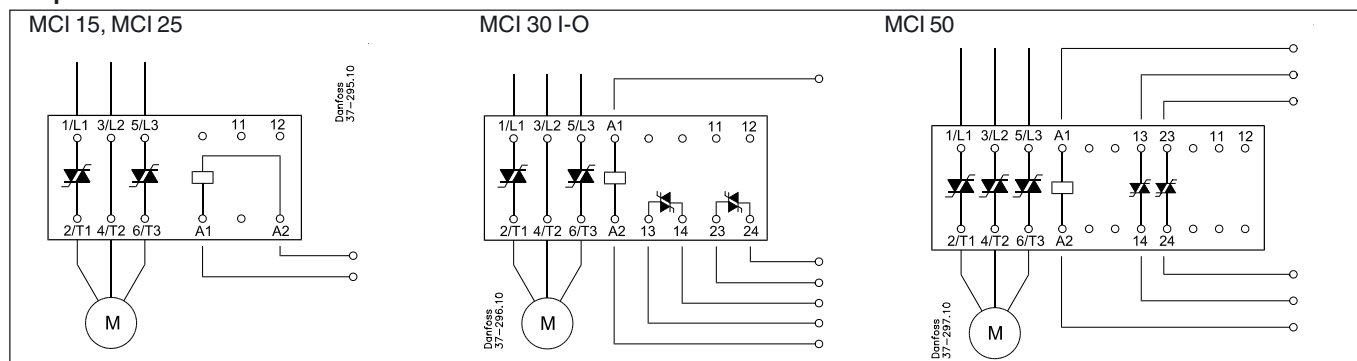 MCI 15, MCI 25
Danfoss
37-295.10
1/L1 3/L2 5/L3 11 12
2/T1 4/T2 6/T3 A1 A2
M
MCI 30 I-O
1/L1 3/L2 5/L3 A1 11 12
2/T1 4/T2 6/T3 A2 13 14 23 24
Danfoss
37-296.10
M
MCI 50
1/L1 3/L2 5/L3 A1 13 23 11 12
2/T1 4/T2 6/T3 A2 14 24
Danfoss
37-297.10
M